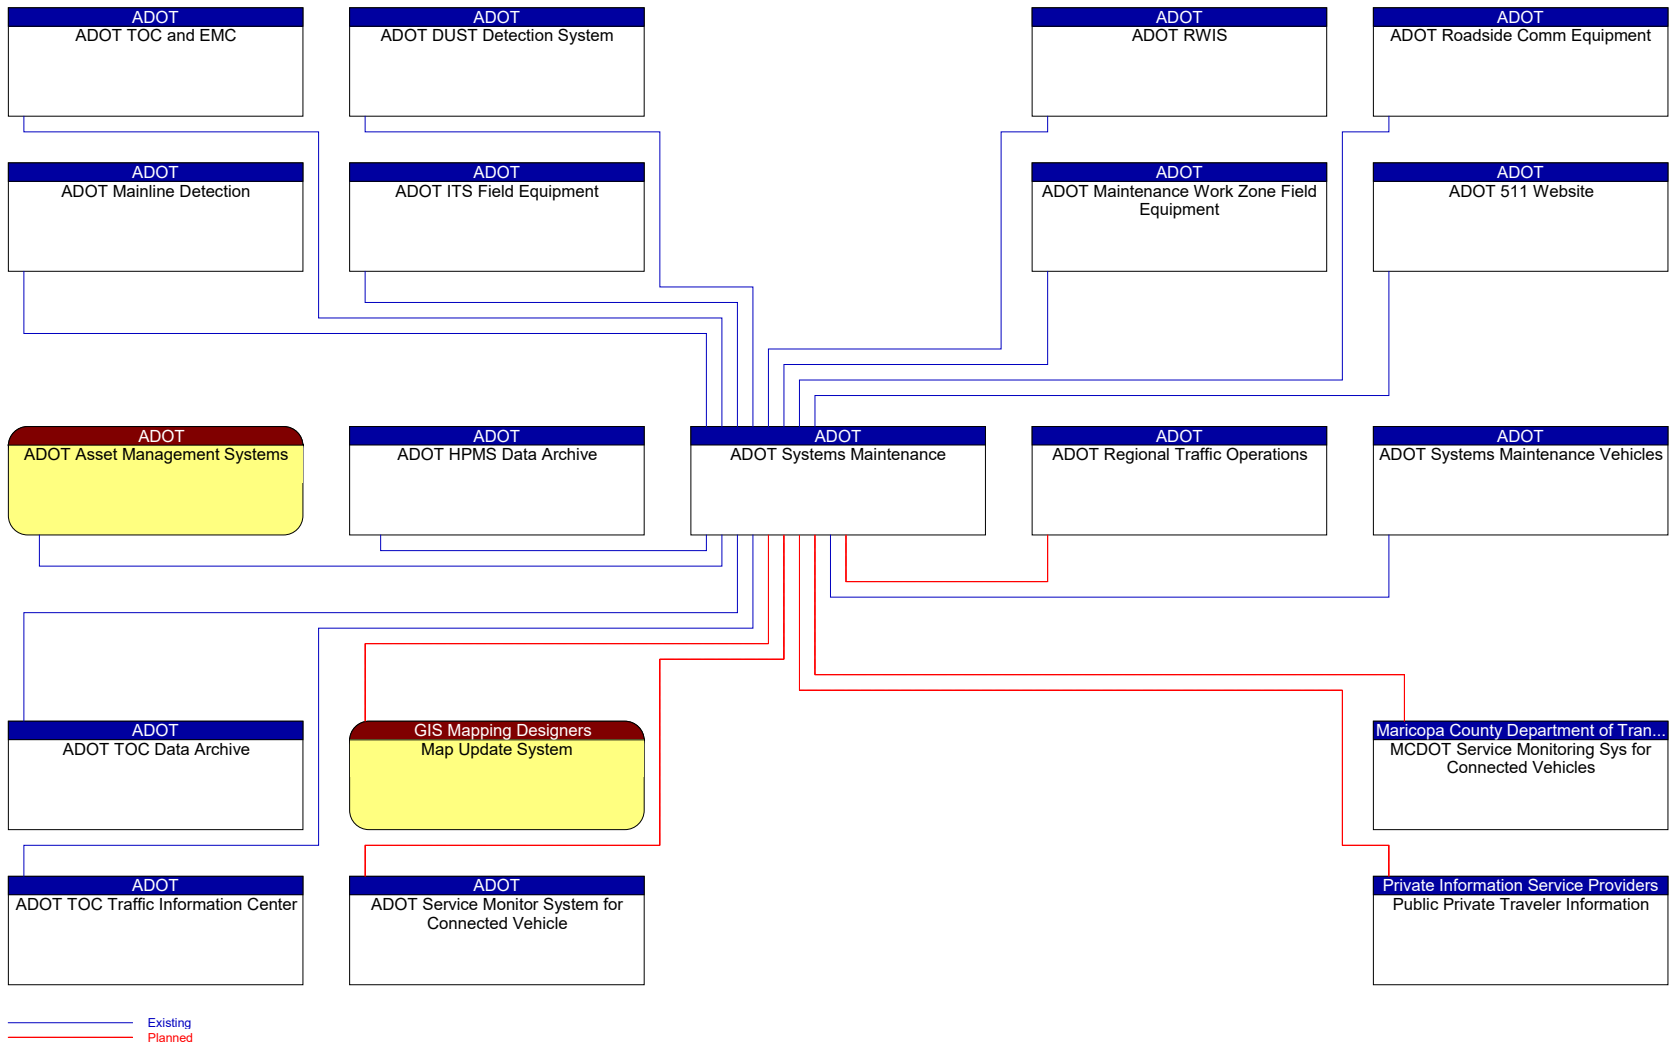 ADOT
ADOT TOC and EMC
ADOT
ADOT DUST Detection System
ADOT
ADOT RWIS
ADOT
ADOT Roadside Comm Equipment
ADOT
ADOT Mainline Detection
ADOT
ADOT ITS Field Equipment
ADOT
ADOT Maintenance Work Zone Field
Equipment
ADOT
ADOT 511 Website
ADOT
ADOT Asset Management Systems
ADOT
ADOT HPMS Data Archive
ADOT
ADOT Systems Maintenance
ADOT
ADOT Regional Traffic Operations
ADOT
ADOT Systems Maintenance Vehicles
ADOT
ADOT TOC Data Archive
GIS Mapping Designers
Map Update System
Maricopa County Department of Tran...
MCDOT Service Monitoring Sys for
Connected Vehicles
ADOT
ADOT TOC Traffic Information Center
ADOT
ADOT Service Monitor System for
Connected Vehicle
Private Information Service Providers
Public Private Traveler Information
Existing
Planned